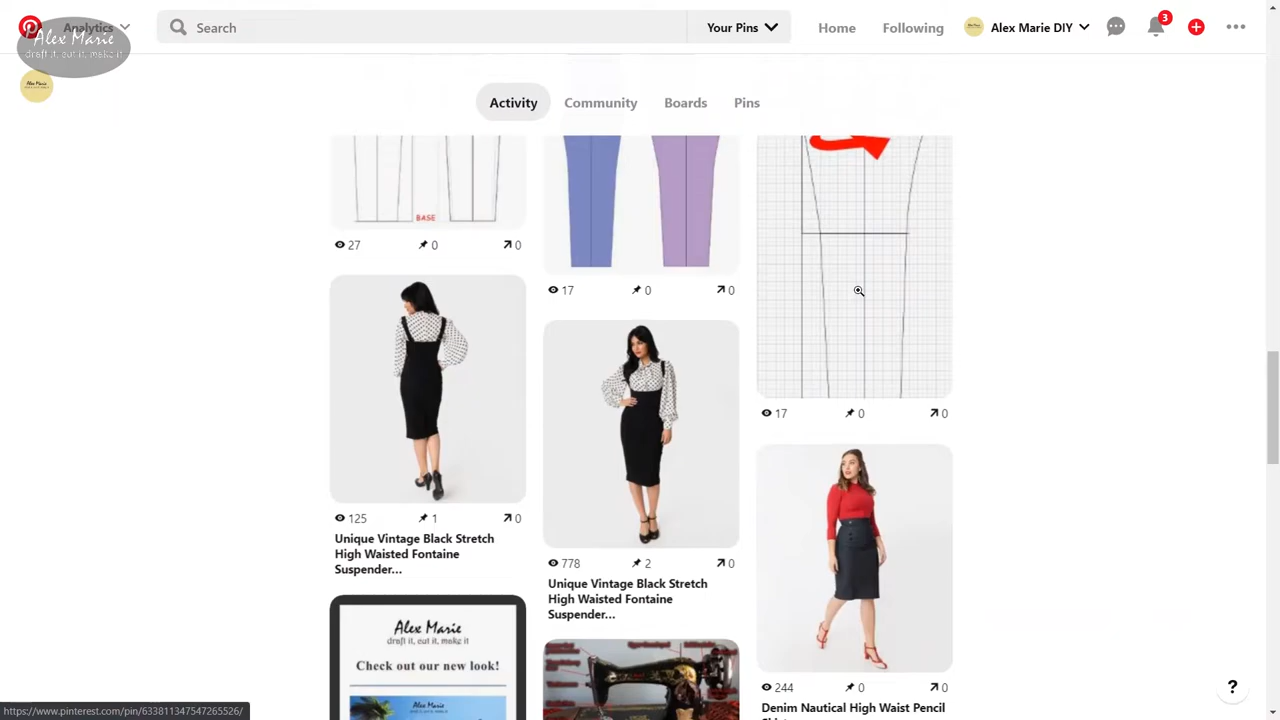 Analytics
Search
Your Pins
Home
Following
Alex Marie DIY
3
Alex Marie
draft it, cut it, make it
Activity
Community
Boards
Pins
BASE
27
0
0
17
0
0
17
0
0
125
1
0
Unique Vintage Black Stretch
High Waisted Fontaine
Suspender...
778
2
0
Unique Vintage Black Stretch
High Waisted Fontaine
Suspender...
244
0
0
Denim Nautical High Waist Pencil
Alex Marie
draft it, cut it, make it
Check out our new look!
Alex Marie
?
https://www.pinterest.com/pin/633811347547265526/